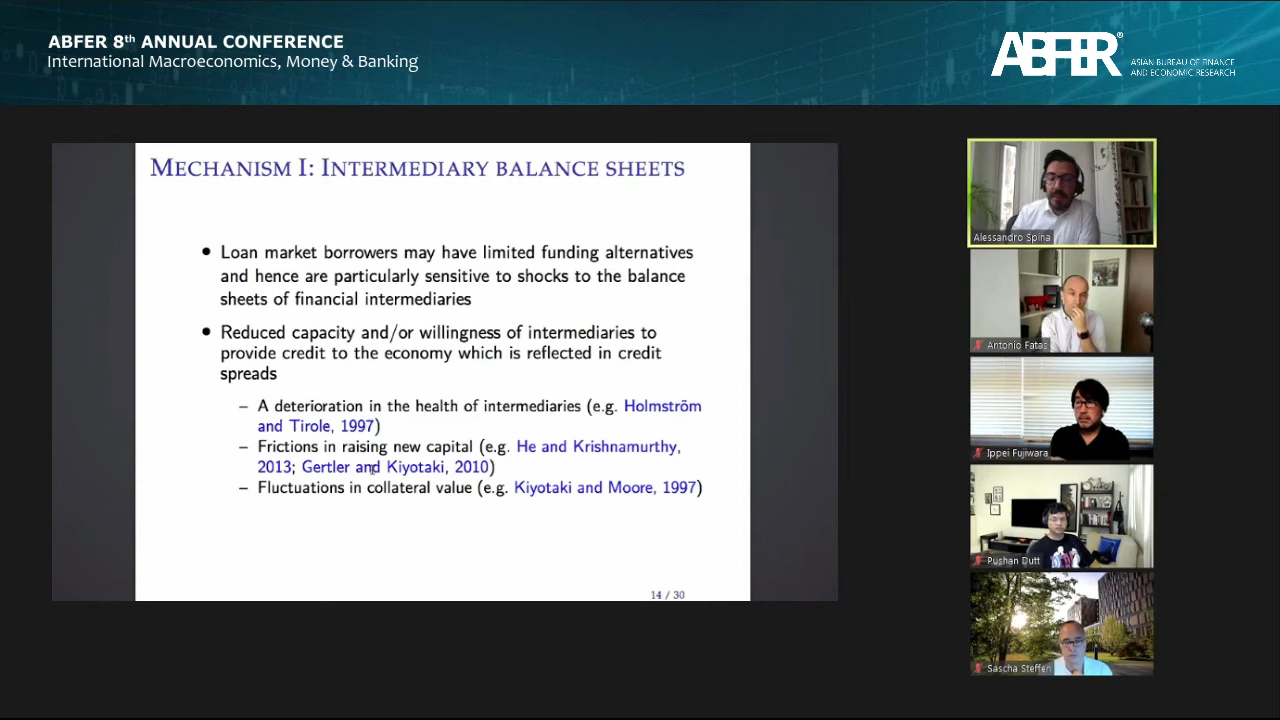 ABFER 8th ANNUAL CONFERENCE
International Macroeconomics, Money & Banking
ABFER®
ASIAN BUREAU OF FINANCE
AND ECONOMIC RESEARCH
MECHANISM I: INTERMEDIARY BALANCE SHEETS
• Loan market borrowers may have limited funding alternatives
and hence are particularly sensitive to shocks to the balance
sheets of financial intermediaries
• Reduced capacity and/or willingness of intermediaries to
provide credit to the economy which is reflected in credit
spreads
– A deterioration in the health of intermediaries (e.g. Holmström
and Tirole, 1997)
– Frictions in raising new capital (e.g. He and Krishnamurthy,
2013; Gertler and Kiyotaki, 2010)
– Fluctuations in collateral value (e.g. Kiyotaki and Moore, 1997)
14 / 30
Alessandro Spina
Antonio Fatas
Ippei Fujiwara
Pushan Dutt
Sascha Steffen